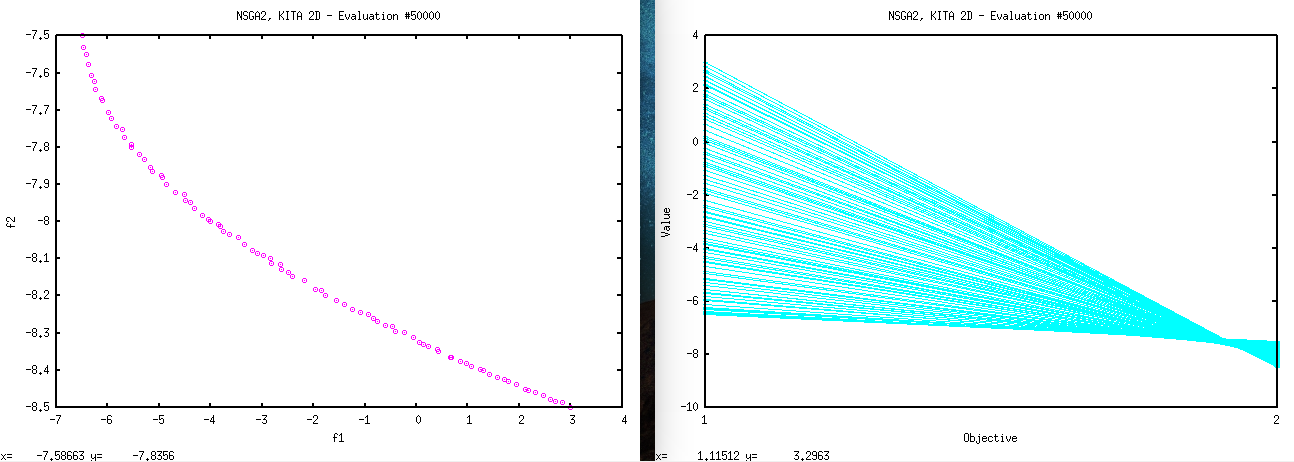 NSGA2, KITA 2D - Evaluation #50000
-7.5
-7.6
-7.7
-7.8
-7.9
-8
-8.1
-8.2
-8.3
-8.4
-8.5
f2
-7 -6 -5 -4 -3 -2 -1 0 1 2 3 4
f1
x= -7.58663 y= -7.8356
NSGA2, KITA 2D - Evaluation #50000
4
2
0
-2
-4
-6
-8
-10
Value
1 2
Objective
x= 1.11512 y= 3.2963